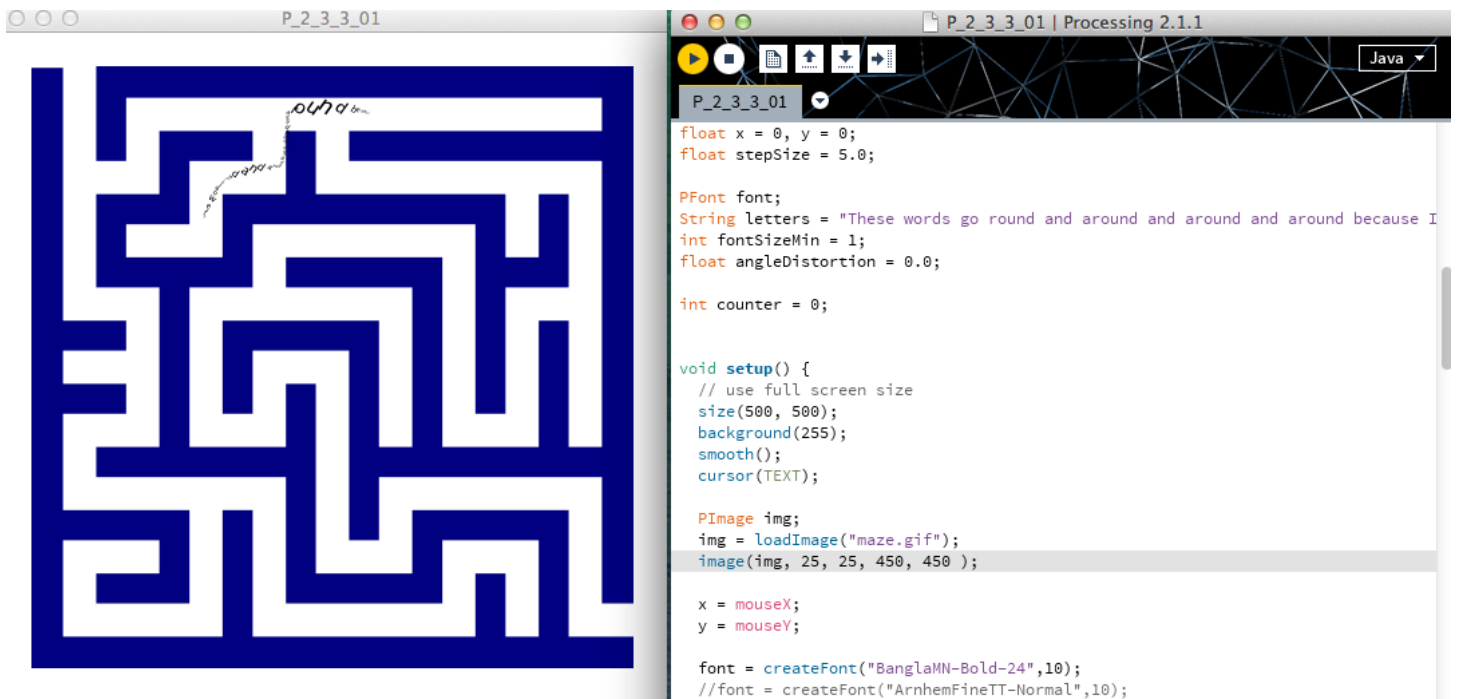 P_2_3_3_01
P_2_3_3_01 | Processing 2.1.1
Java
P_2_3_3_01
float x = 0, y = 0;
float stepSize = 5.0;
PFont font;
String letters = "These words go round and around and around and around because I
int fontSizeMin = 1;
float angleDistortion = 0.0;
int counter = 0;
void setup() {
// use full screen size
size(500, 500);
background(255);
smooth();
cursor(TEXT);
PImage img;
img = loadImage("maze.gif");
image(img, 25, 25, 450, 450 );
x = mouseX;
y = mouseY;
font = createFont("BanglaMN-Bold-24",10);
//font = createFont("ArnhemFineTT-Normal",10);